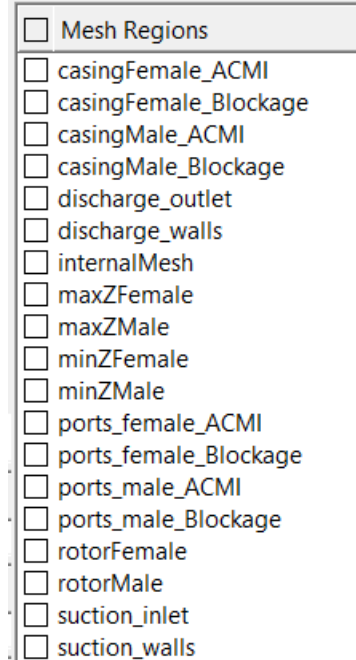 Mesh Regions
casingFemale_ACMI
casingFemale_Blockage
casingMale_ACMI
casingMale_Blockage
discharge_outlet
discharge_walls
internalMesh
maxZFemale
maxZMale
minZFemale
minZMale
ports_female_ACMI
ports_female_Blockage
ports_male_ACMI
ports_male_Blockage
rotorFemale
rotorMale
suction_inlet
suction_walls